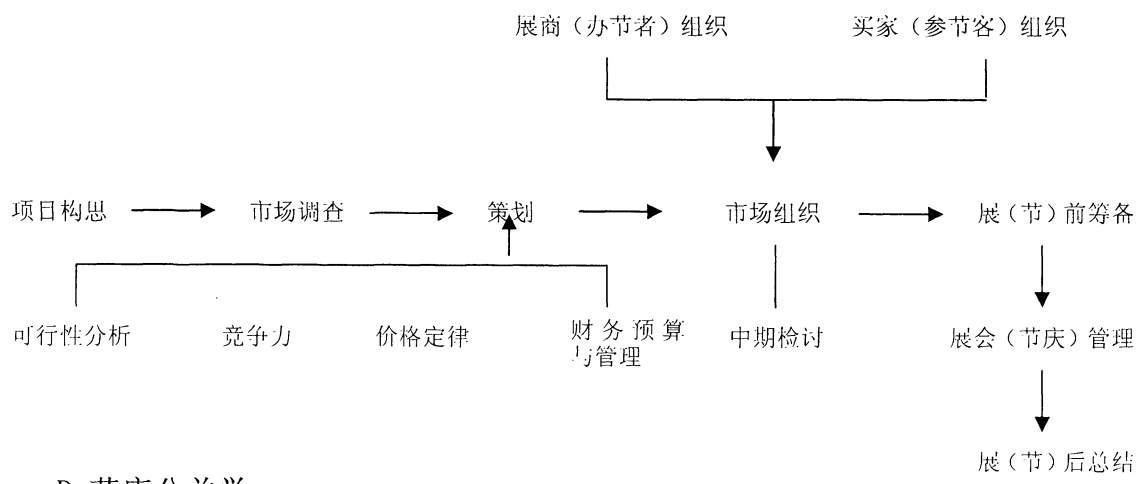 展商（办节者）组织
买家（参节客）组织
项目构思
市场调查
策划
市场组织
展（节）前筹备
可行性分析
竞争力
价格定律
财务预算
与管理
中期检讨
展会（节庆）管理
展（节）后总结